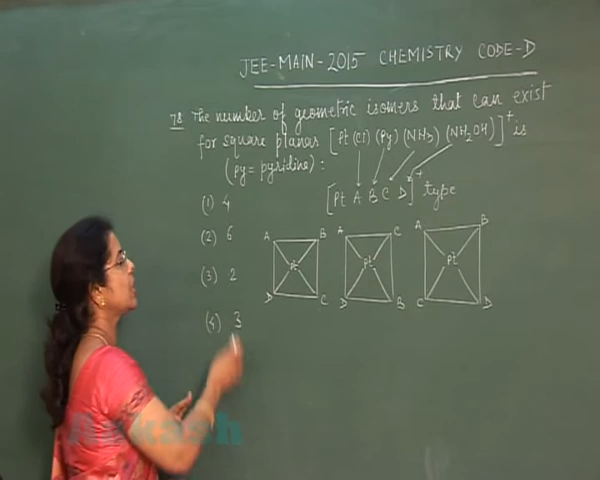 JEE-MAIN-2015 CHEMISTRY CODE-D
78 The number of geometric isomers that can exist
for square planar [Pt (Cl) (Py) (NH3) (NH2OH)]+ is
(py = pyridine) :
[Pt A B C D]+ type
(1) 4
(2) 6
(3) 2
(4) 3
A B A C A B
Pt Pt Pt
D C D B C D
Aakash